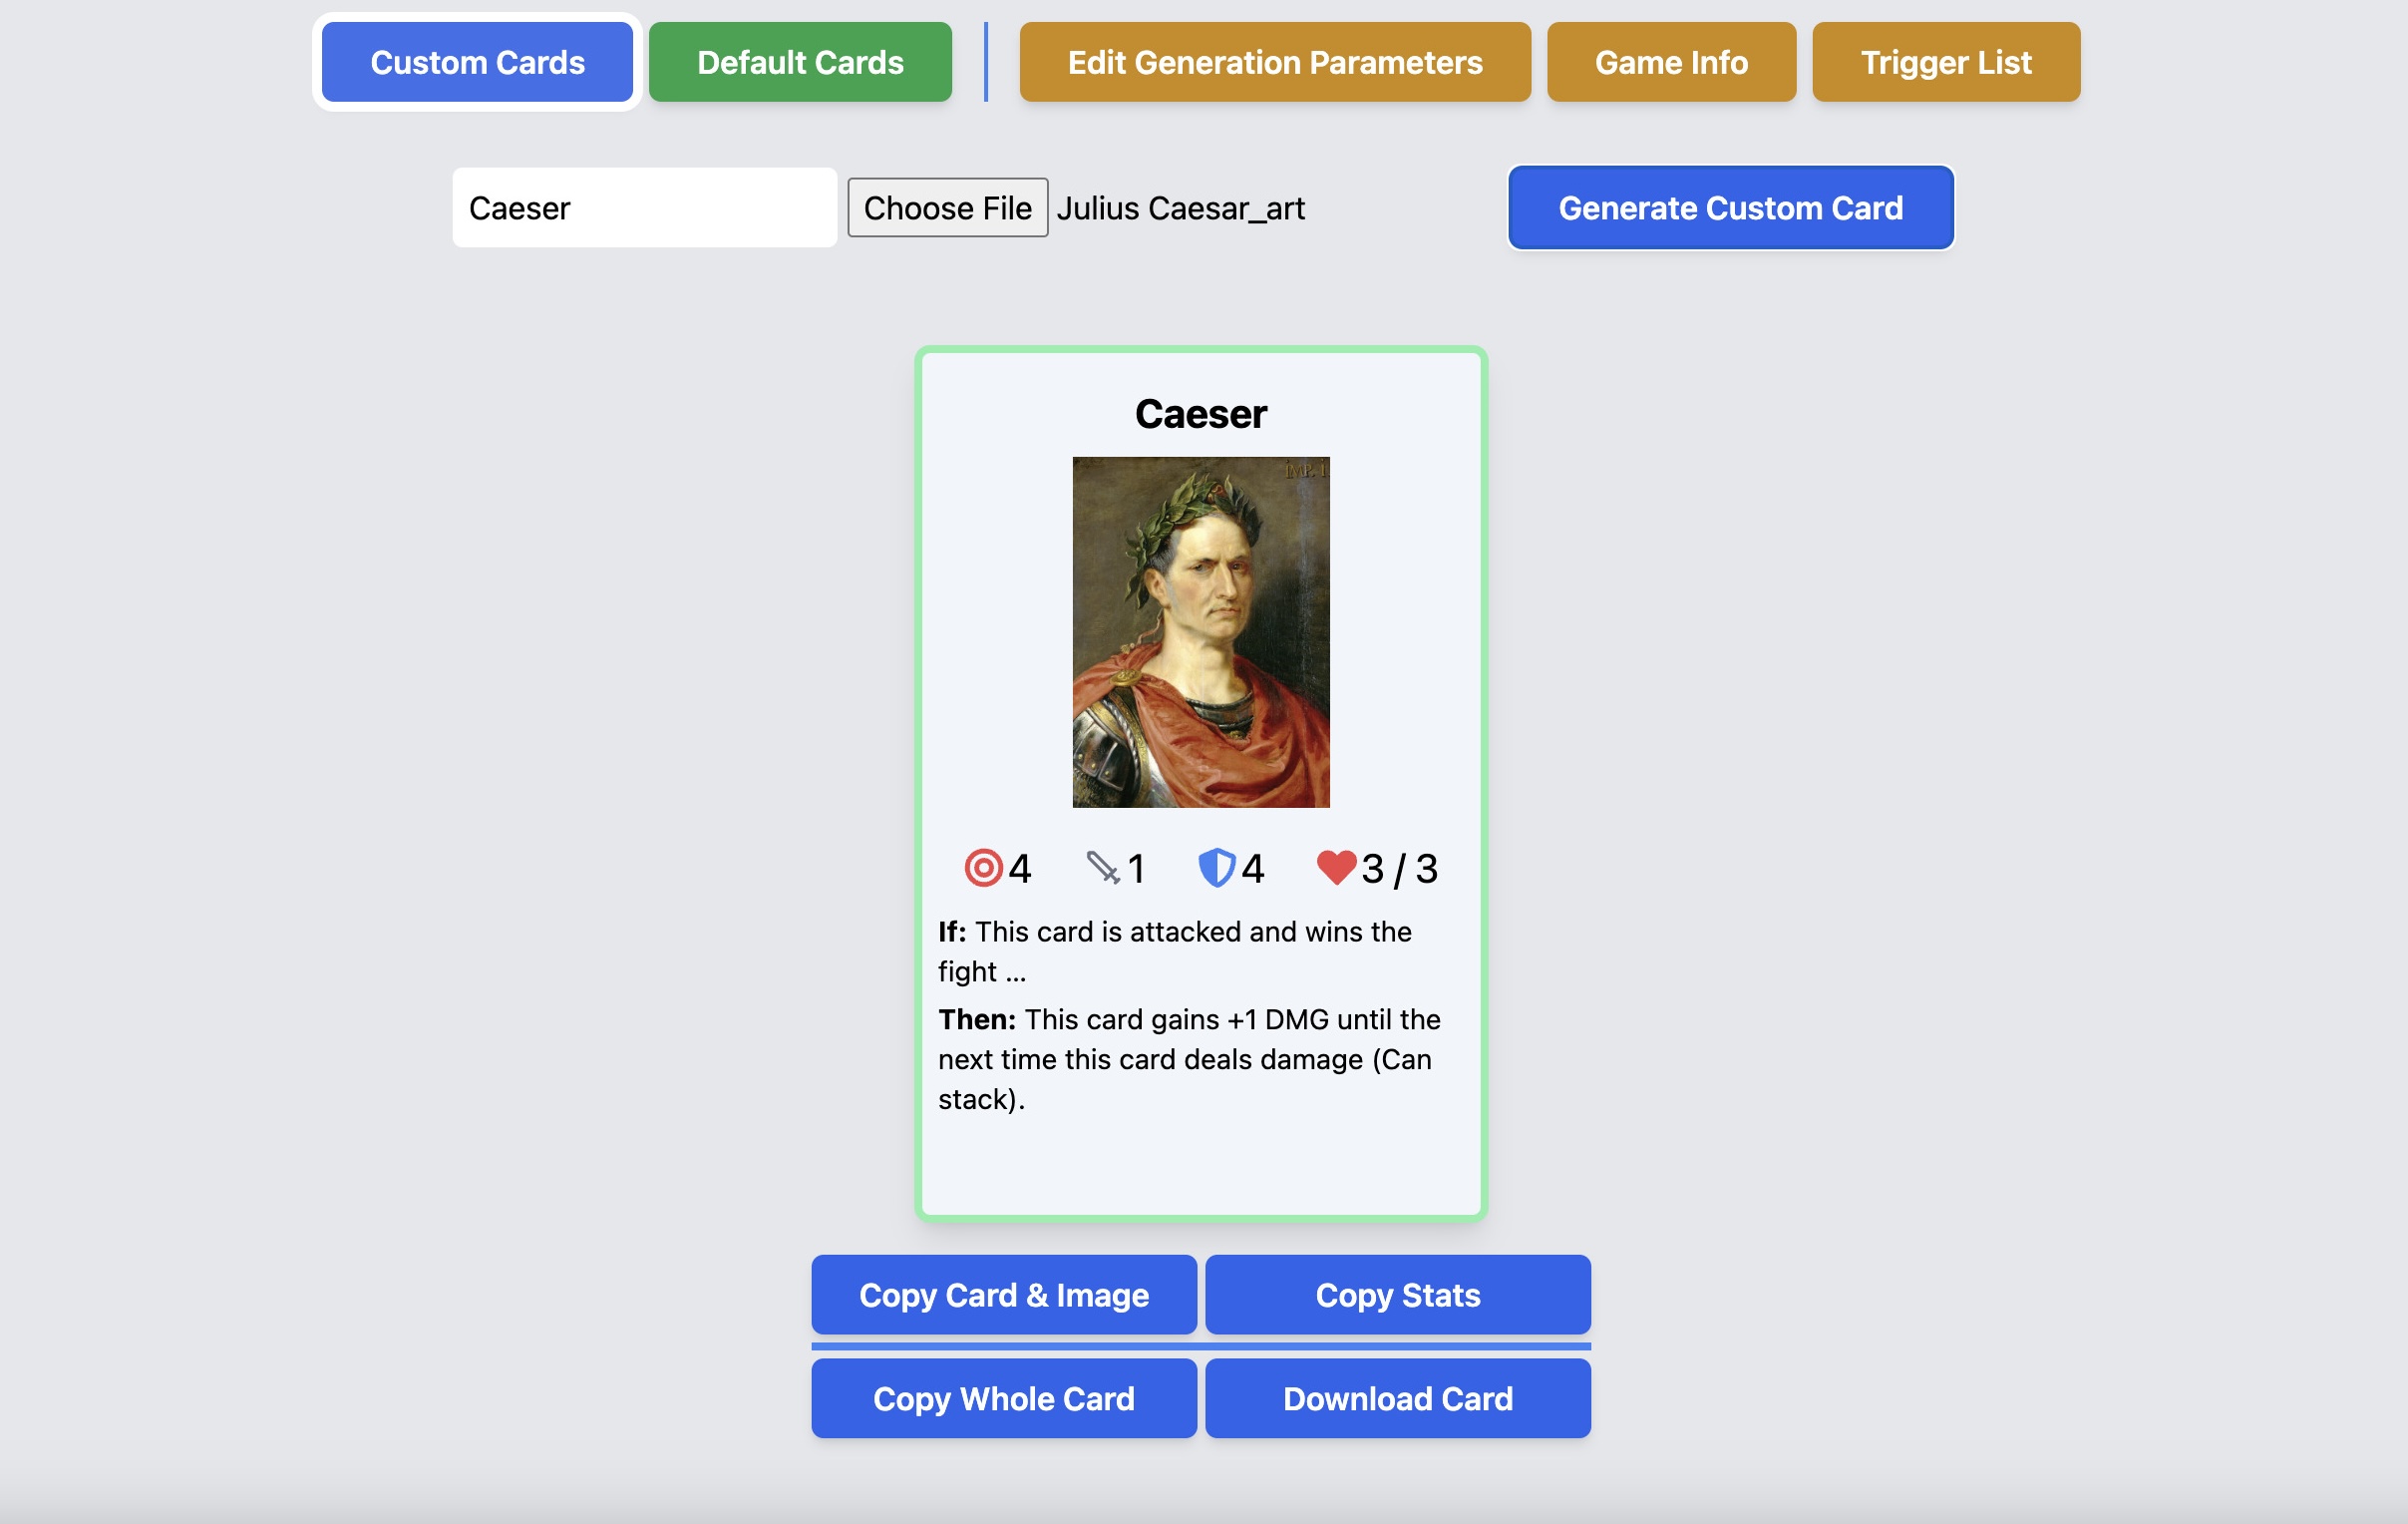 Custom Cards Default Cards Edit Generation Parameters Game Info Trigger List
Caeser Choose File Julius Caesar_art Generate Custom Card
Caeser
IMP. I
4 1 4 3 / 3
If: This card is attacked and wins the
fight ...
Then: This card gains +1 DMG until the
next time this card deals damage (Can
stack).
Copy Card & Image Copy Stats
Copy Whole Card Download Card